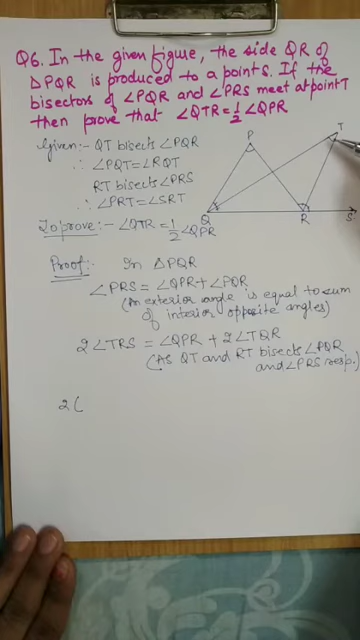 Q6. In the given figure, the side QR of
∆PQR is produced to a point S. If the
bisectors of ∠PQR and ∠PRS meet at point T
then prove that ∠QTR = 1/2 ∠QPR
Given:- QT bisects ∠PQR
∴ ∠PQT = ∠RQT
RT bisects ∠PRS
∴ ∠PRT = ∠SRT
To prove:- ∠QTR = 1/2 ∠QPR
P
T
Q
R
S
Proof:- In ∆PQR
∠PRS = ∠QPR + ∠PQR
(An exterior angle is equal to sum
of interior opposite angles)
2∠TRS = ∠QPR + 2∠TQR
(As QT and RT bisects ∠PQR
and ∠PRS resp.)
2(